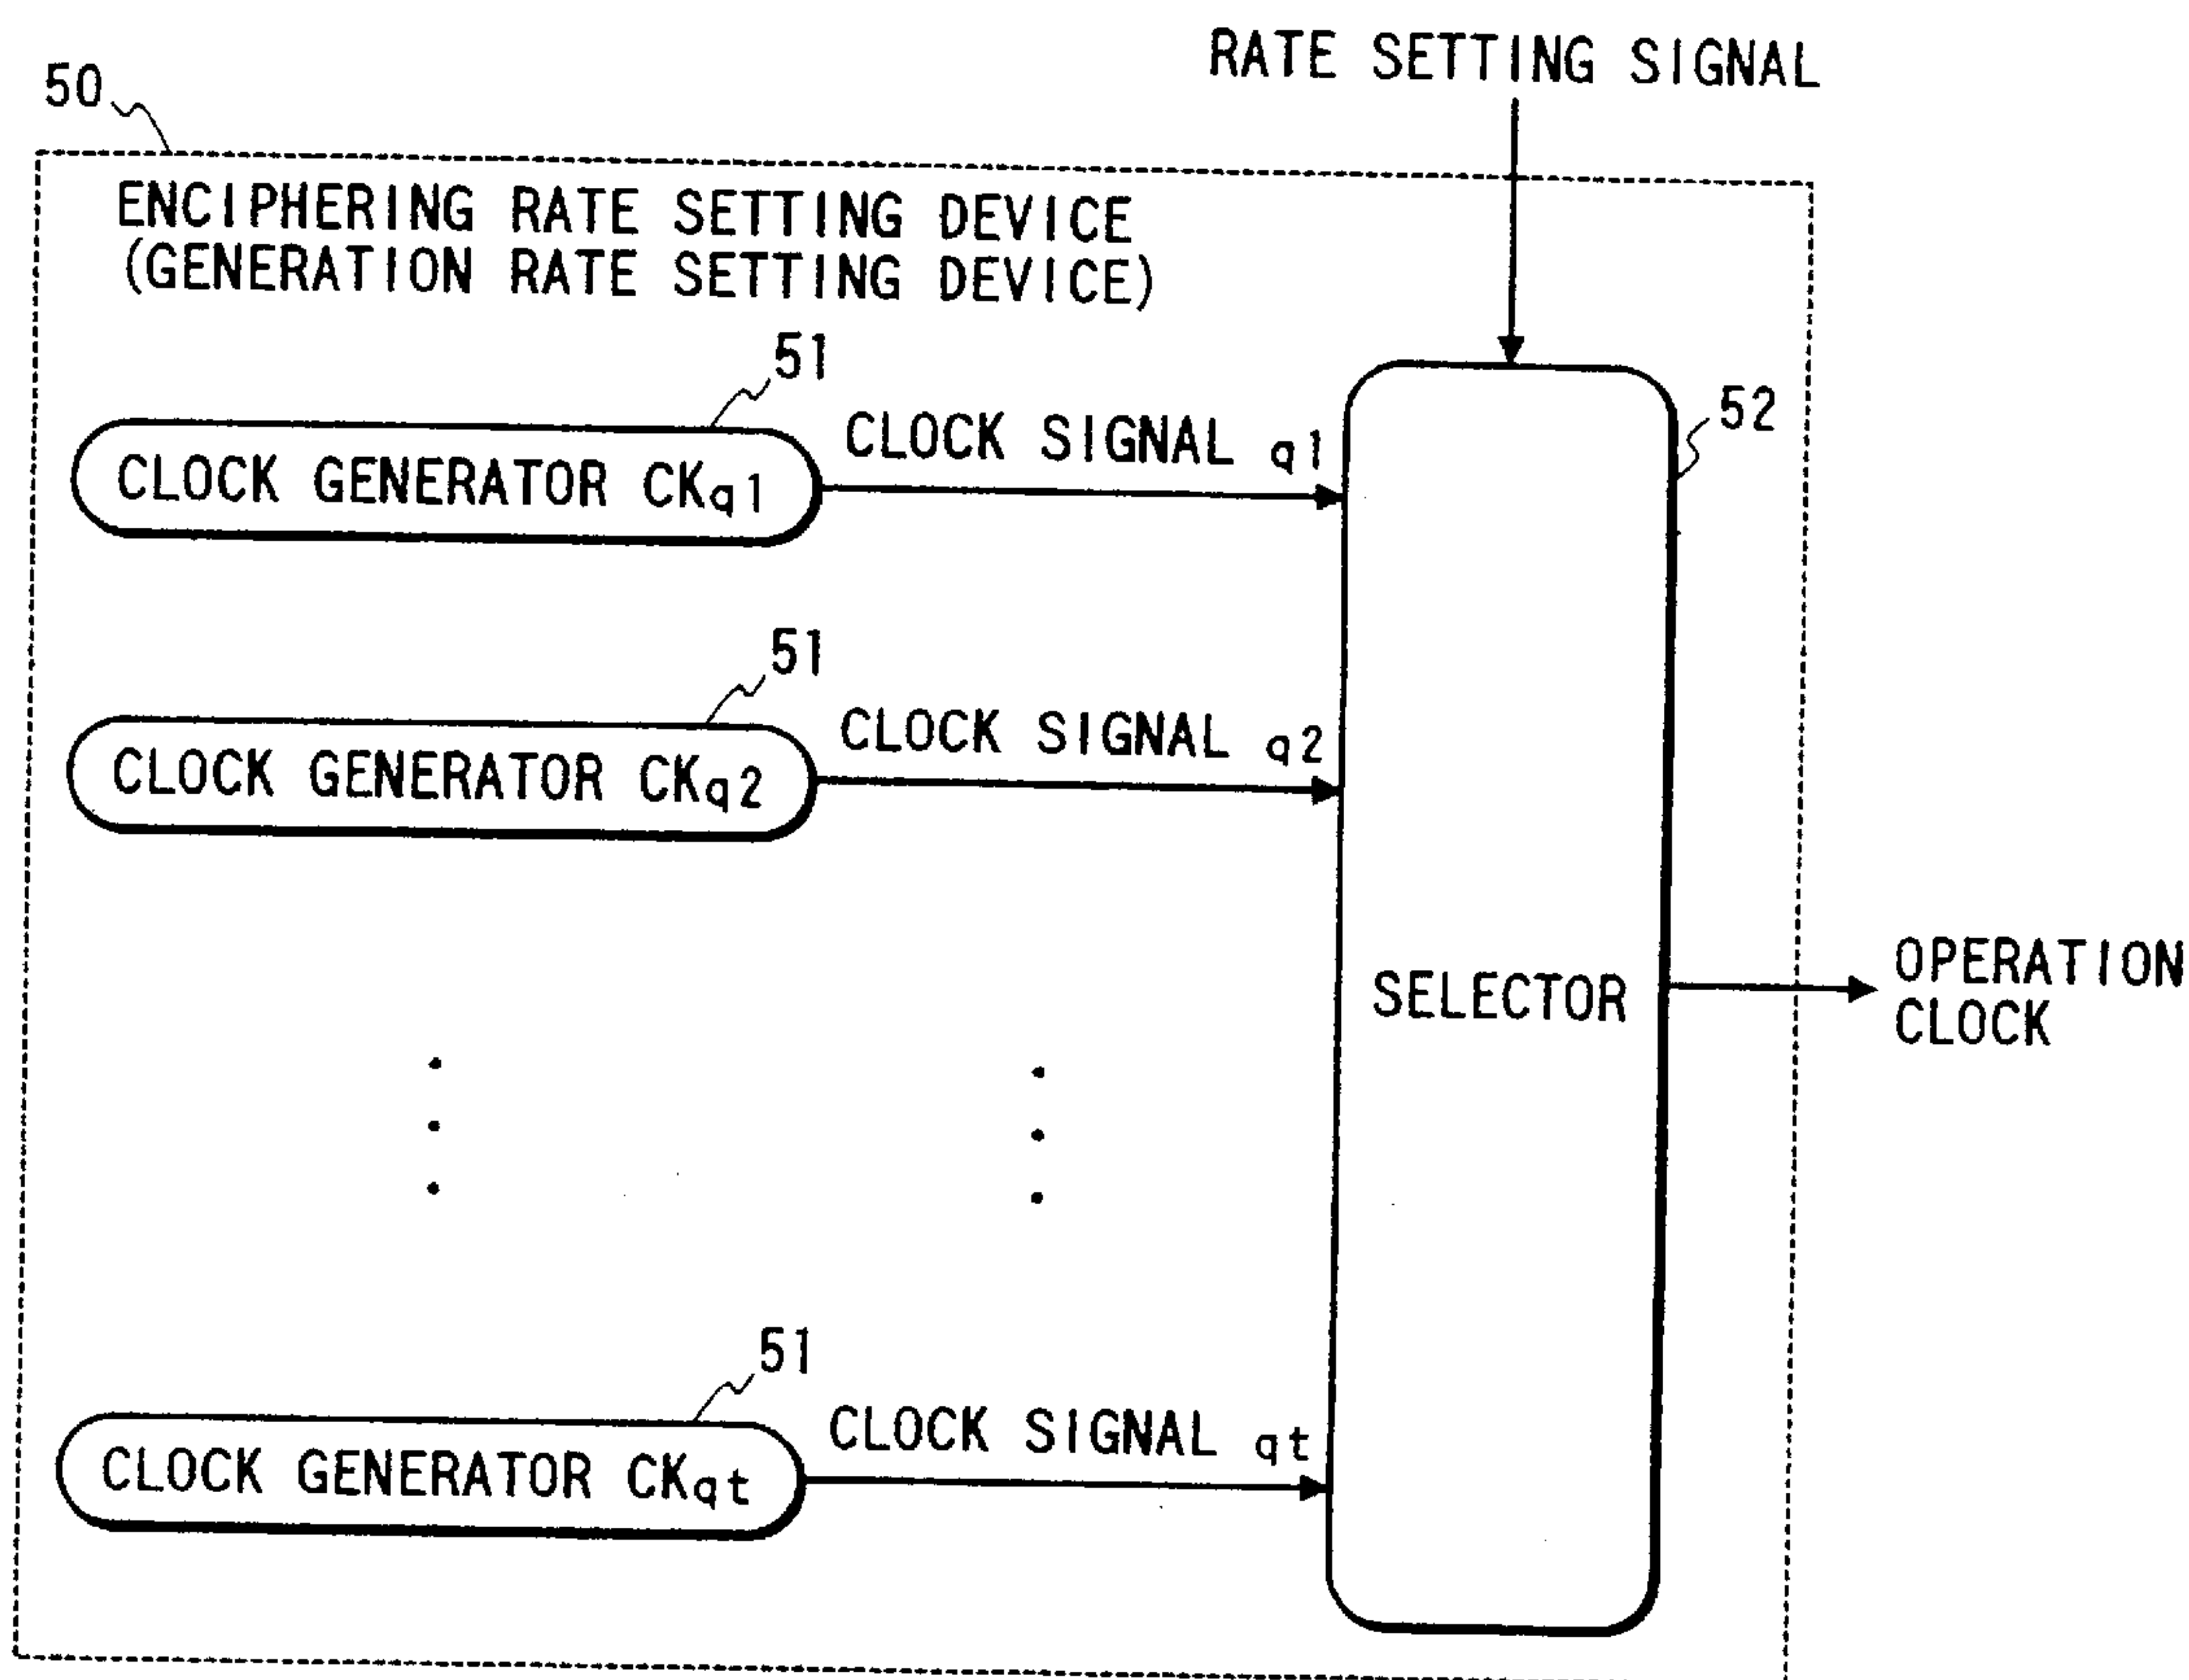 RATE SETTING SIGNAL
50
ENCIPHERING RATE SETTING DEVICE
(GENERATION RATE SETTING DEVICE)
51
CLOCK GENERATOR CKq1
CLOCK SIGNAL q1
52
51
CLOCK GENERATOR CKq2
CLOCK SIGNAL q2
SELECTOR
OPERATION
CLOCK
51
CLOCK GENERATOR CKqt
CLOCK SIGNAL qt